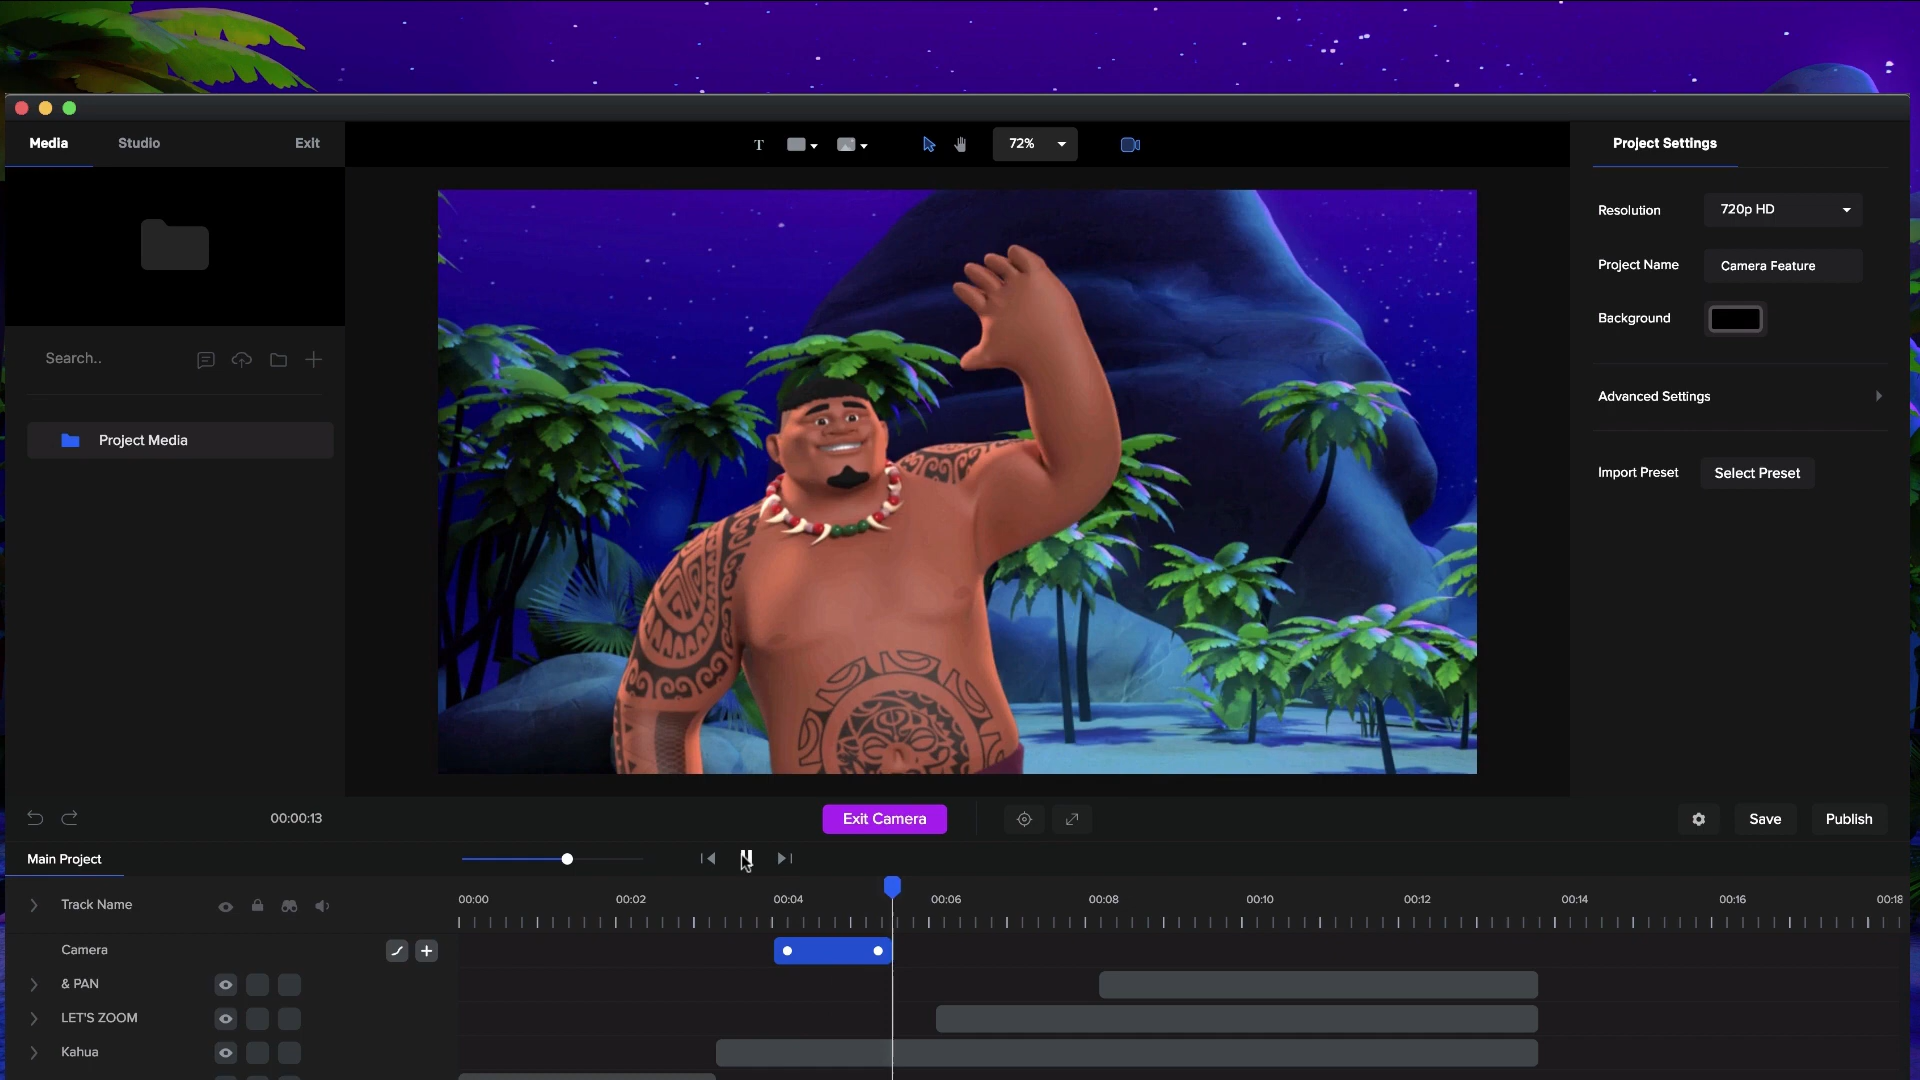 Media Studio Exit
T 72%
Project Settings
Resolution 720p HD
Project Name Camera Feature
Background
Advanced Settings
Import Preset Select Preset
Search..
Project Media
00:00:13
Exit Camera
Save Publish
Main Project
Track Name
00:00 00:02 00:04 00:06 00:08 00:10 00:12 00:14 00:16 00:18
Camera
& PAN
LET'S ZOOM
Kahua